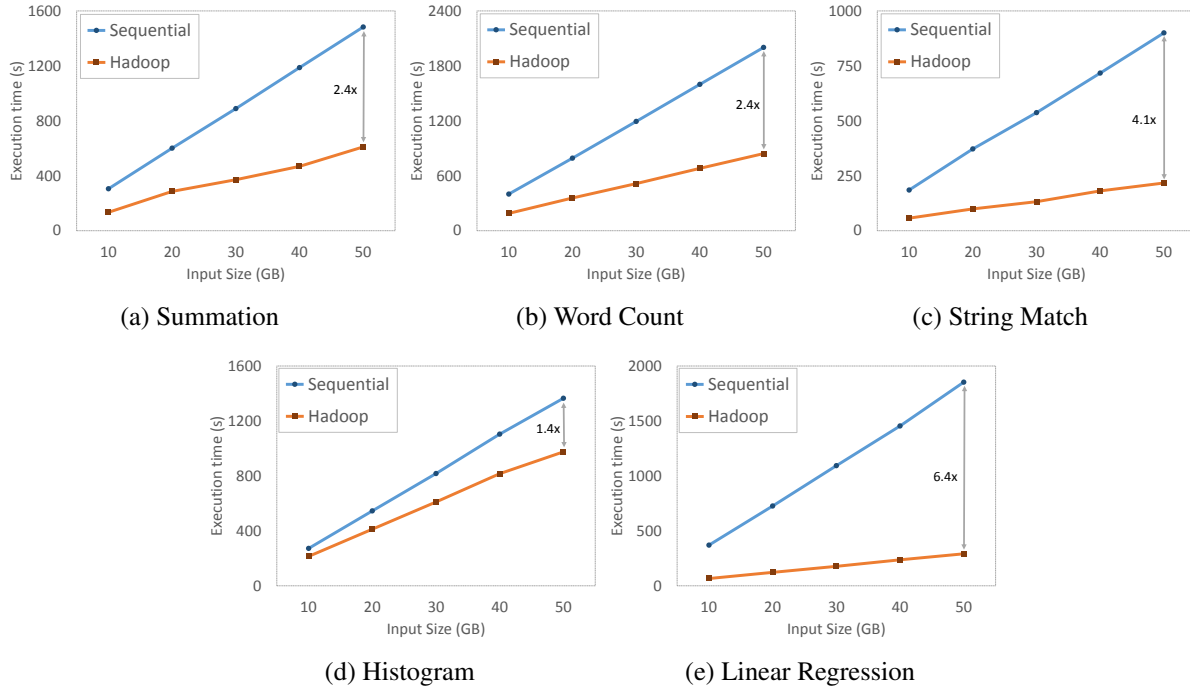 1600
1200
800
400
0
Execution time (s)
Sequential
Hadoop
2.4x
10 20 30 40 50
Input Size (GB)
(a) Summation
2400
1800
1200
600
0
Execution time (s)
Sequential
Hadoop
2.4x
10 20 30 40 50
Input Size (GB)
(b) Word Count
1000
750
500
250
0
Execution time (s)
Sequential
Hadoop
4.1x
10 20 30 40 50
Input Size (GB)
(c) String Match
1600
1200
800
400
0
Execution time (s)
Sequential
Hadoop
1.4x
10 20 30 40 50
Input Size (GB)
(d) Histogram
2000
1500
1000
500
0
Execution time (s)
Sequential
Hadoop
6.4x
10 20 30 40 50
Input Size (GB)
(e) Linear Regression